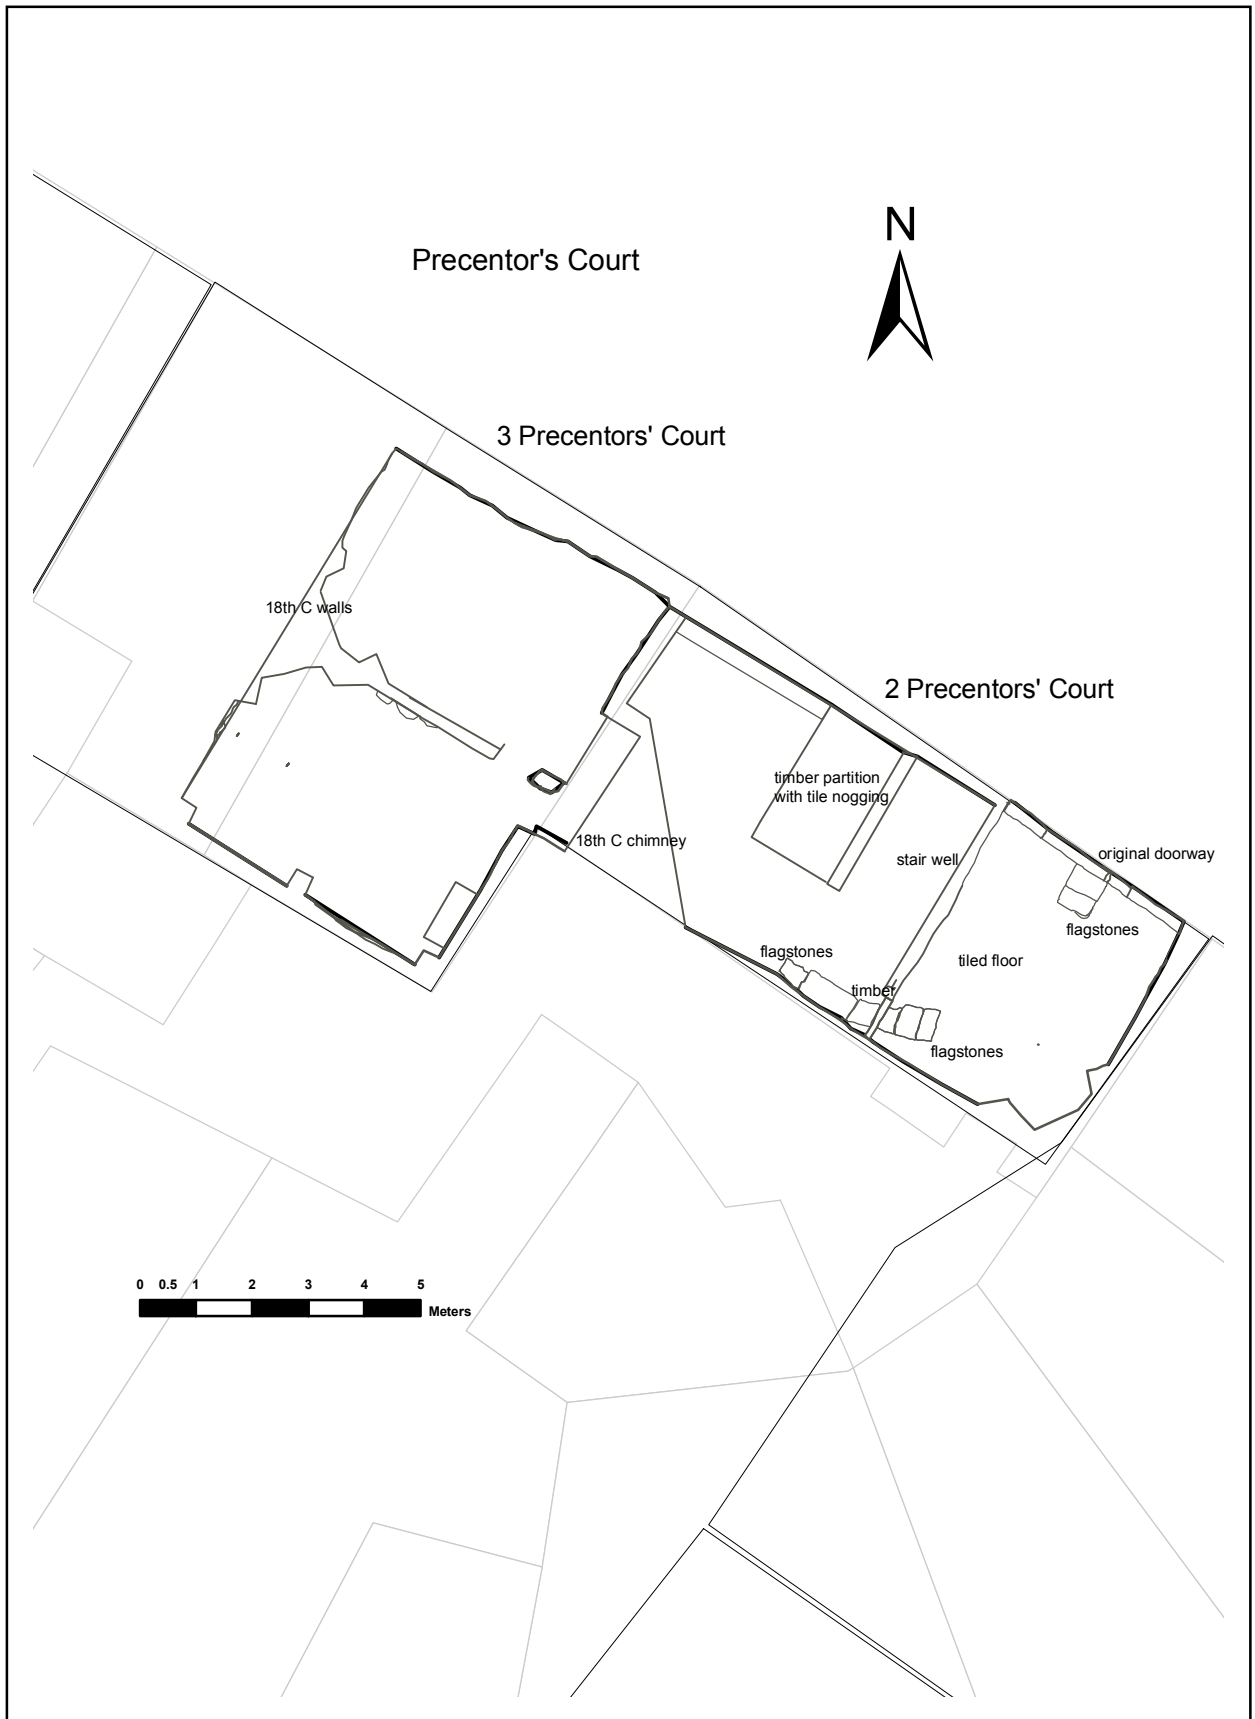 N
Precentor's Court
3 Precentors' Court
18th C walls
2 Precentors' Court
timber partition
with tile nogging
18th C chimney
stair well
original doorway
flagstones
tiled floor
flagstones
timber
flagstones
0 0.5 1 2 3 4 5
Meters